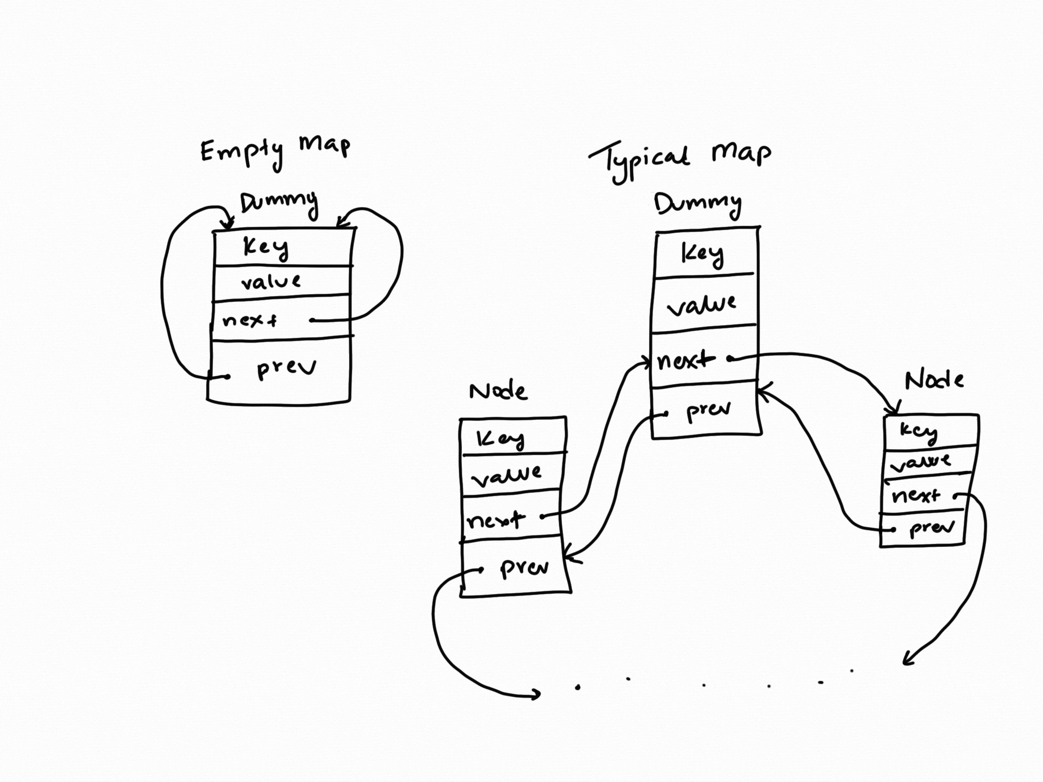 Empty Map
Dummy
key
value
next
prev
Typical Map
Dummy
key
value
next
prev
Node
key
value
next
prev
Node
key
value
next
prev